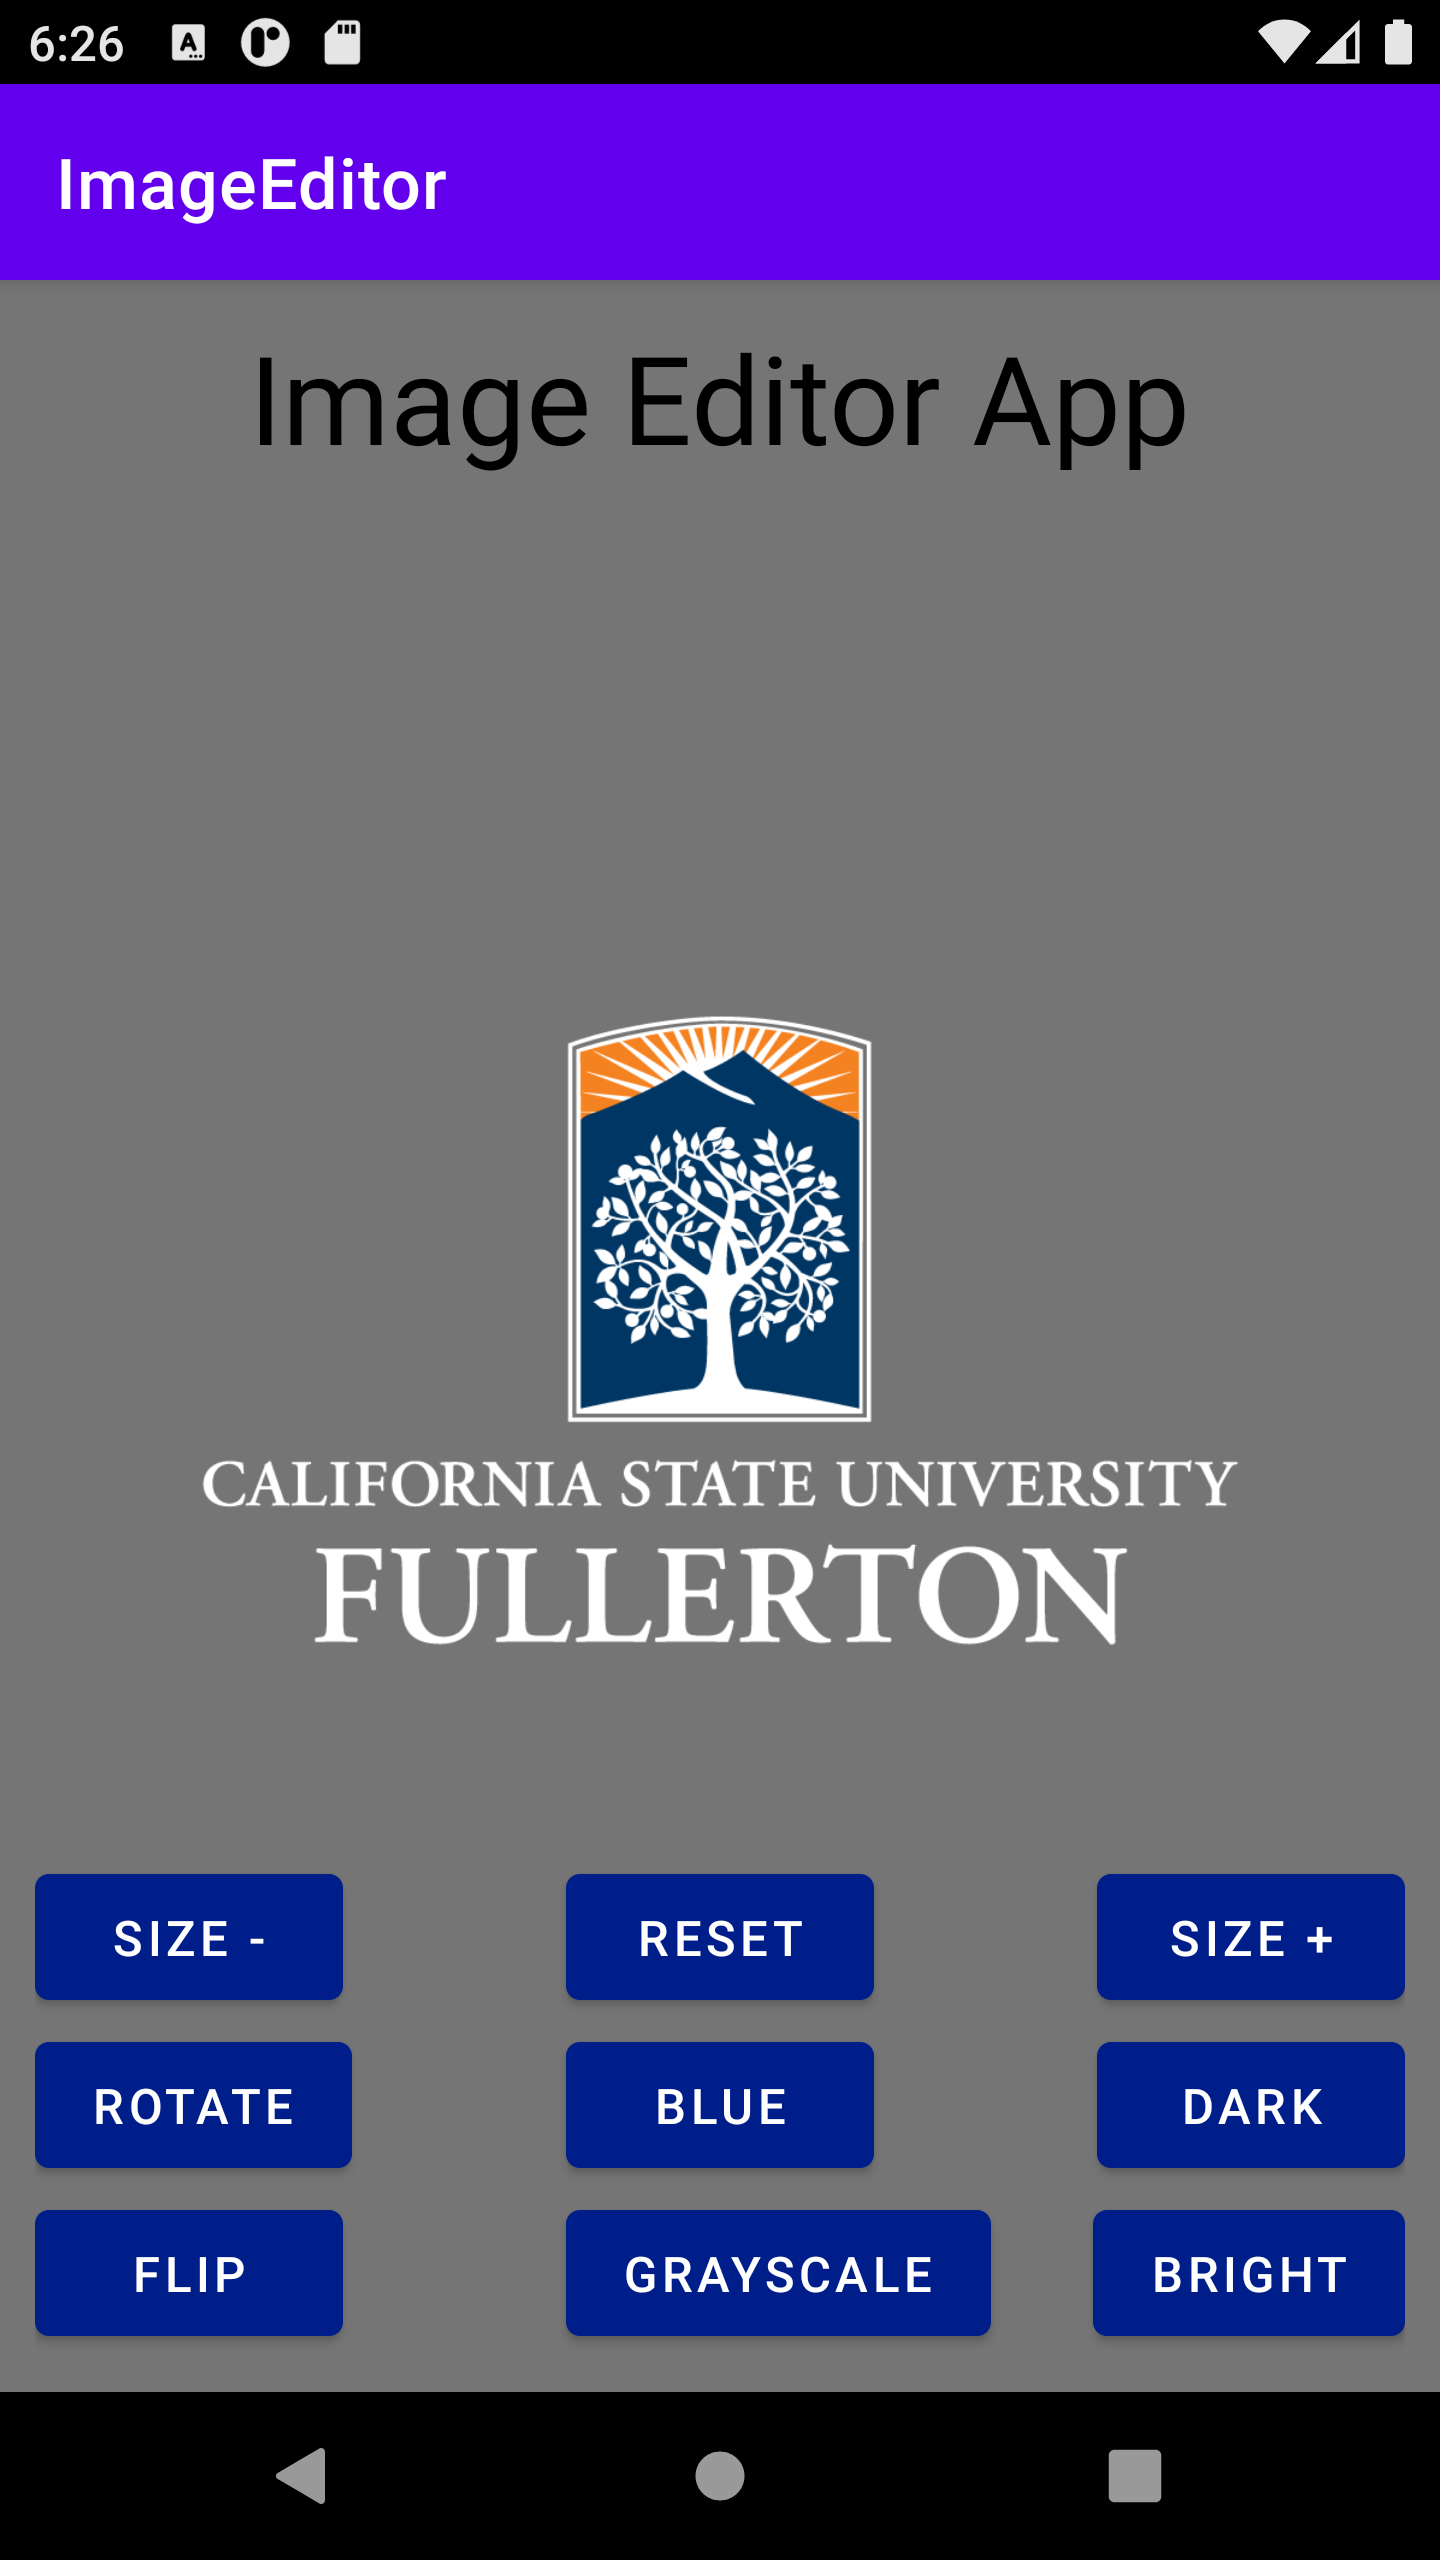 6:26
ImageEditor
Image Editor App
CALIFORNIA STATE UNIVERSITY
FULLERTON
SIZE - RESET SIZE +
ROTATE BLUE DARK
FLIP GRAYSCALE BRIGHT